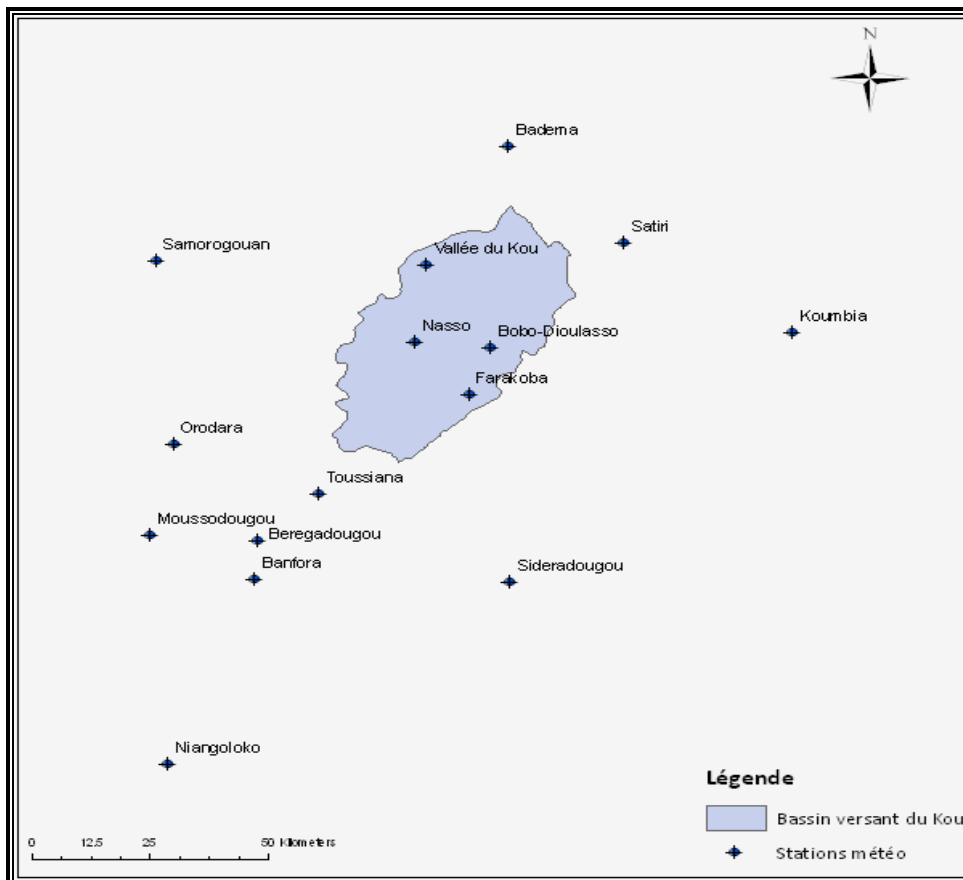 N
Baderna
Satiri
Samorogouan
Vallée du Kou
Koumbia
Nasso
Bobo-Dioulasso
Farakoba
Orodara
Toussiana
Moussodougou
Beregadougou
Banfora
Sideradougou
Niangoloko
Légende
Bassin versant du Kou
Stations météo
0 12.5 25 50 Kilometers